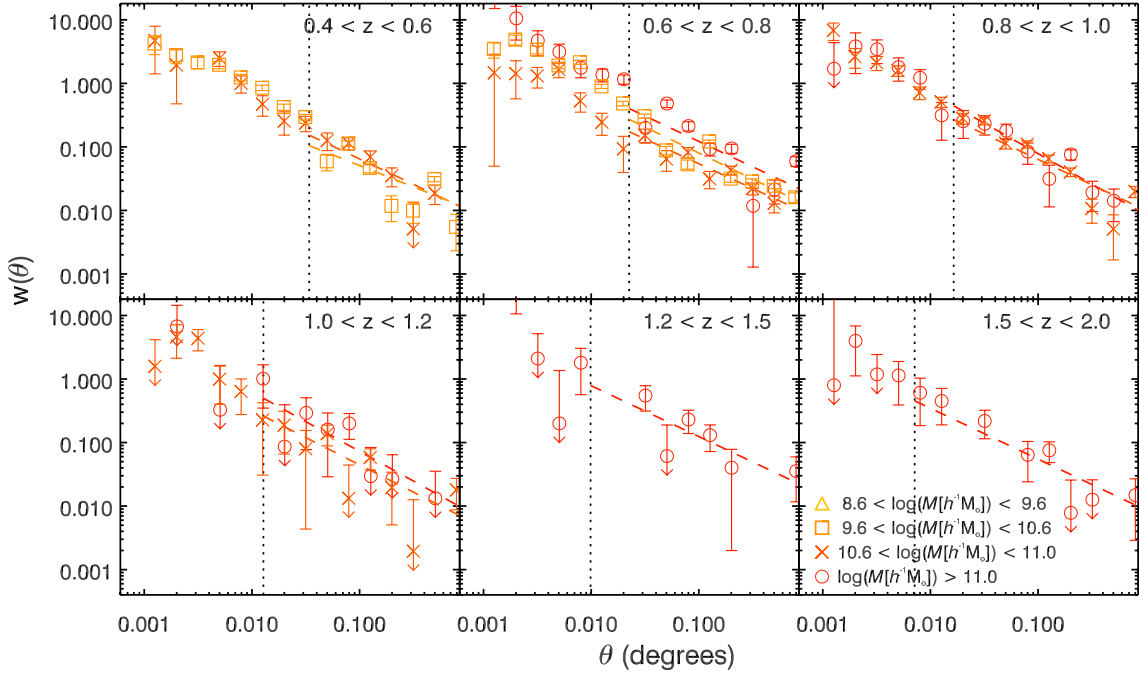 0.4 < z < 0.6
0.6 < z < 0.8
0.8 < z < 1.0
10.000
1.000
0.100
0.010
0.001
w(θ)
1.0 < z < 1.2
1.2 < z < 1.5
1.5 < z < 2.0
10.000
1.000
0.100
0.010
0.001
8.6 < log(M[h⁻¹M☉]) < 9.6
9.6 < log(M[h⁻¹M☉]) < 10.6
10.6 < log(M[h⁻¹M☉]) < 11.0
log(M[h⁻¹M☉]) > 11.0
0.001 0.010 0.100
0.001 0.010 0.100
0.001 0.010 0.100
θ (degrees)